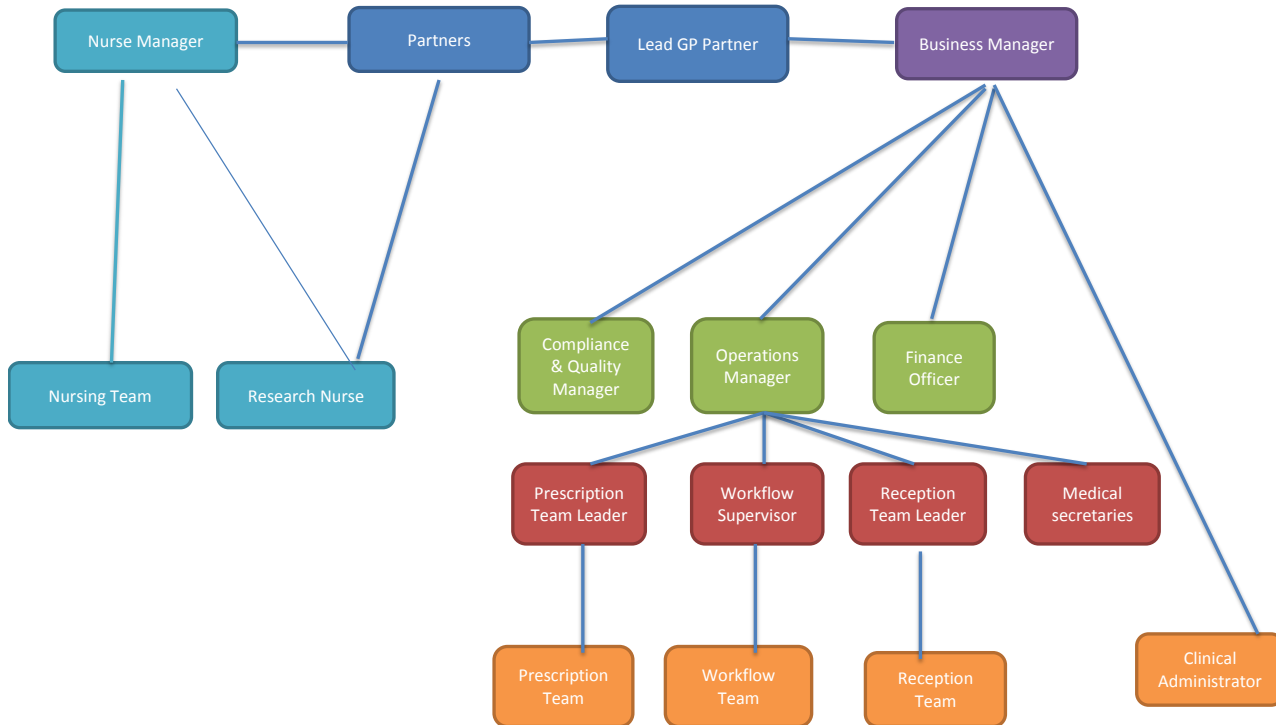 Nurse Manager
Partners
Lead GP Partner
Business Manager
Compliance
& Quality
Manager
Operations
Manager
Finance
Officer
Nursing Team
Research Nurse
Prescription
Team Leader
Workflow
Supervisor
Reception
Team Leader
Medical
secretaries
Prescription
Team
Workflow
Team
Reception
Team
Clinical
Administrator